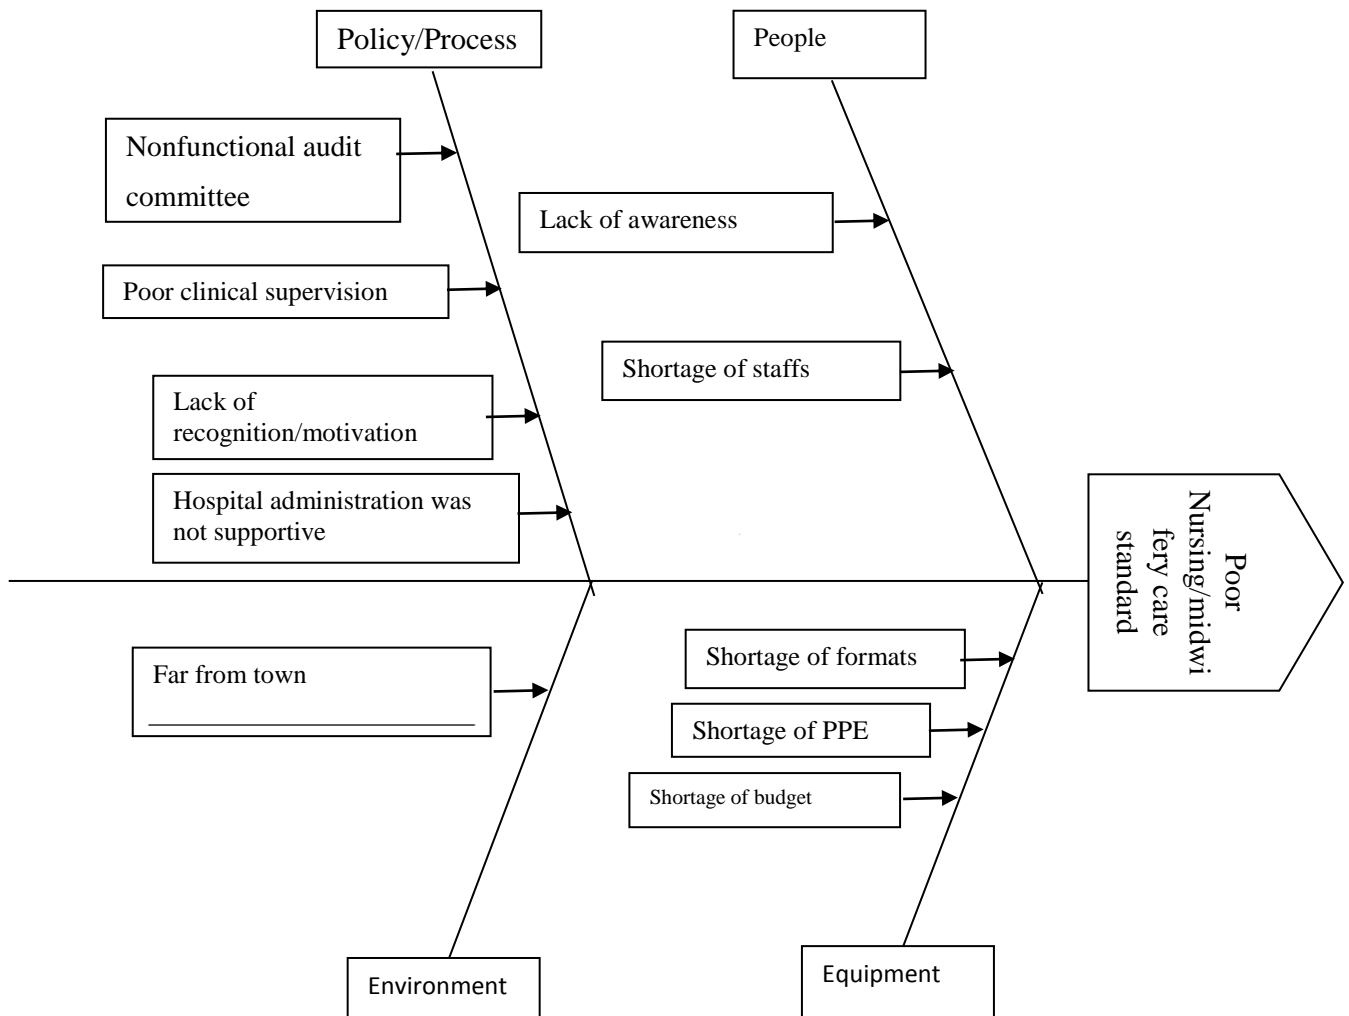 Policy/Process
People
Nonfunctional audit
committee
Lack of awareness
Poor clinical supervision
Shortage of staffs
Lack of
recognition/motivation
Hospital administration was
not supportive
Poor
Nursing/midwi
fery care
standard
Far from town
Shortage of formats
Shortage of PPE
Shortage of budget
Environment
Equipment